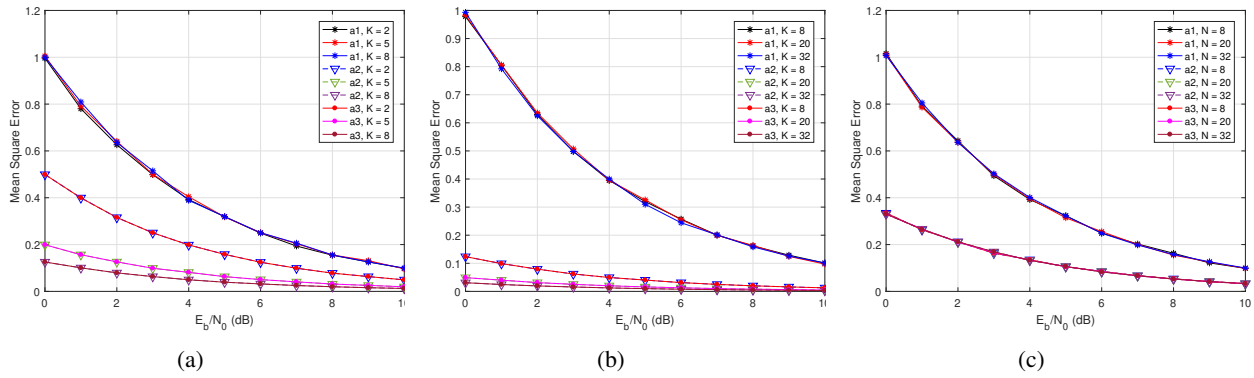 1.2
1
0.8
0.6
0.4
0.2
0
Mean Square Error
0 2 4 6 8 10
E_b/N_0 (dB)
a1, K = 2
a1, K = 5
a1, K = 8
a2, K = 2
a2, K = 5
a2, K = 8
a3, K = 2
a3, K = 5
a3, K = 8
(a)
1
0.9
0.8
0.7
0.6
0.5
0.4
0.3
0.2
0.1
0
Mean Square Error
0 2 4 6 8 10
E_b/N_0 (dB)
a1, K = 8
a1, K = 20
a1, K = 32
a2, K = 8
a2, K = 20
a2, K = 32
a3, K = 8
a3, K = 20
a3, K = 32
(b)
1.2
1
0.8
0.6
0.4
0.2
0
Mean Square Error
0 2 4 6 8 10
E_b/N_0 (dB)
a1, N = 8
a1, N = 20
a1, N = 32
a2, N = 8
a2, N = 20
a2, N = 32
a3, N = 8
a3, N = 20
a3, N = 32
(c)